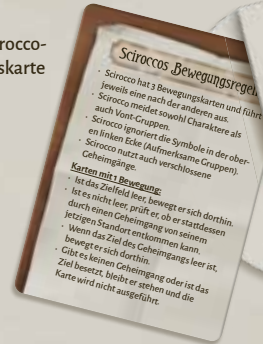 rocco-
skarte
Sciroccos Bewegungsregeln
· Scirocco hat 3 Bewegungskarten und führt
jeweils eine nach der anderen aus.
· Scirocco meidet sowohl Charaktere als
auch Vont-Gruppen.
· Scirocco ignoriert die Symbole in der ober-
en linken Ecke (Aufmerksame Gruppen).
· Scirocco nutzt auch verschlossene
Geheimgänge.
Karten mit 1 Bewegung:
· Ist das Zielfeld leer, bewegt er sich dorthin.
· Ist es nicht leer, prüft er, ob er stattdessen
durch einen Geheimgang von seinem
jetzigen Standort entkommen kann.
· Wenn das Ziel des Geheimgangs leer ist,
bewegt er sich dorthin.
· Gibt es keinen Geheimgang oder ist das
Ziel besetzt, bleibt er stehen und die
Karte wird nicht ausgeführt.